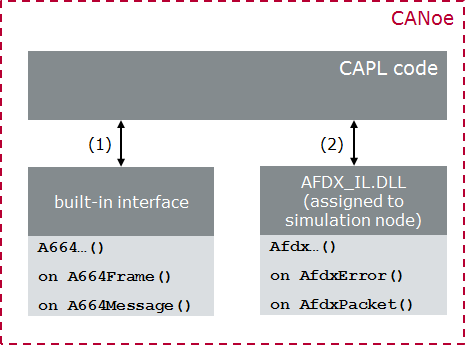 CANoe
CAPL code
(1)
(2)
built-in interface
AFDX_IL.DLL
(assigned to
simulation node)
A664…()
on A664Frame()
on A664Message()
Afdx…()
on AfdxError()
on AfdxPacket()